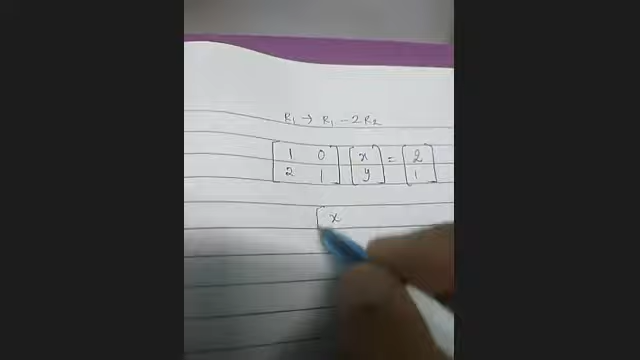 R₁ → R₁ - 2R₂
[1 0] [x] = [2]
[2 1] [y] [1]
[x